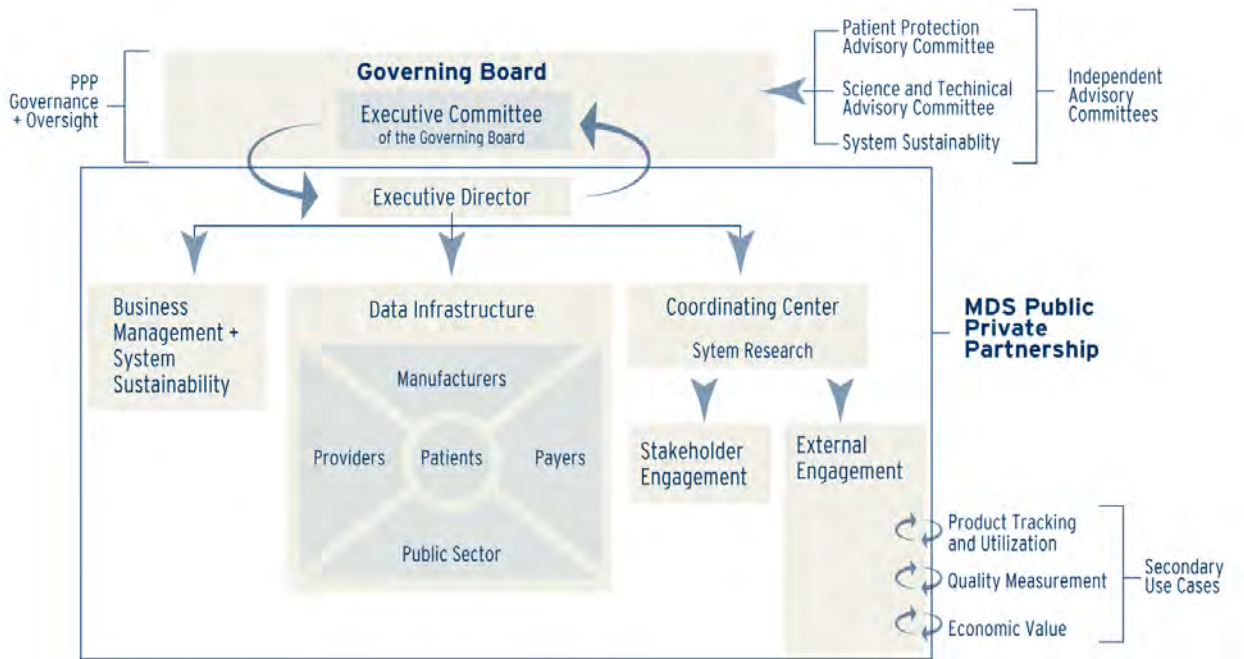 PPP
Governance
+ Oversight
Governing Board
Executive Committee
of the Governing Board
Patient Protection
Advisory Committee
Science and Techinical
Advisory Committee
System Sustainablity
Independent
Advisory
Committees
Executive Director
Business
Management +
System
Sustainability
Data Infrastructure
Manufacturers
Providers
Patients
Payers
Public Sector
Coordinating Center
Sytem Research
Stakeholder
Engagement
External
Engagement
MDS Public
Private
Partnership
Product Tracking
and Utilization
Quality Measurement
Economic Value
Secondary
Use Cases